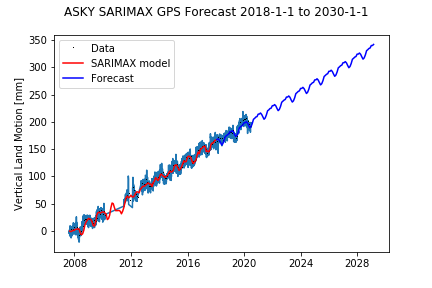 ASKY SARIMAX GPS Forecast 2018-1-1 to 2030-1-1
Data
SARIMAX model
Forecast
Vertical Land Motion [mm]
350
300
250
200
150
100
50
0
2008 2012 2016 2020 2024 2028